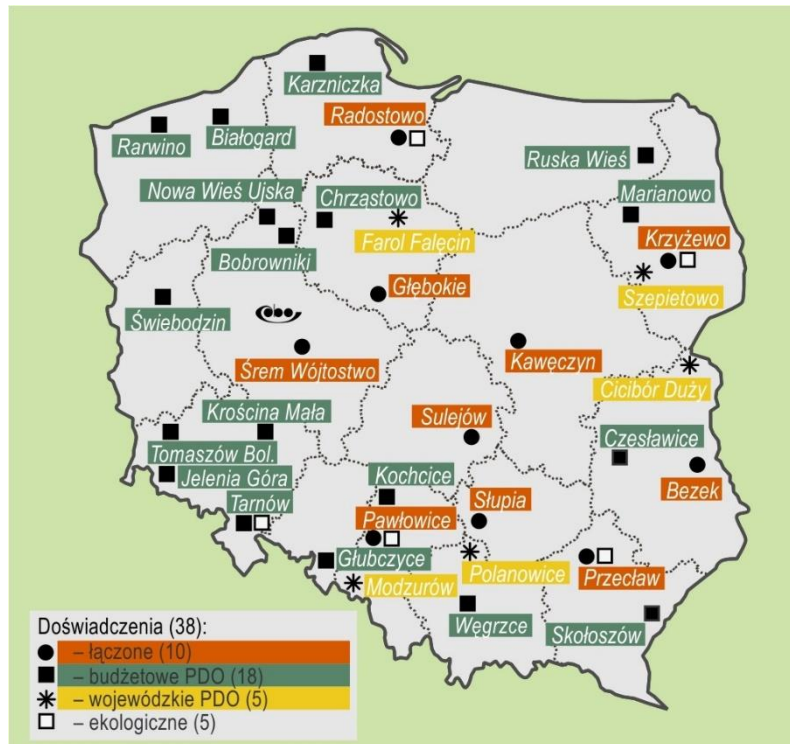 Karzniczka
Radostowo
Białogard
Rarwino
Ruska Wieś
Nowa Wieś Ujska
Chrząstowo
Marianowo
Farol Falęcin
Krzyżewo
Bobrowniki
Głębokie
Szepietowo
Świebodzin
Śrem Wójtostwo
Kawęczyn
Cicibór Duży
Krościna Mała
Sulejów
Tomaszów Bol.
Czesławice
Jelenia Góra
Kochcice
Bezek
Tarnów
Słupia
Pawłowice
Głubczyce
Polanowice
Przecław
Modzurów
Węgrzce
Skołoszów
Doświadczenia (38):
– łączone (10)
– budżetowe PDO (18)
– wojewódzkie PDO (5)
– ekologiczne (5)